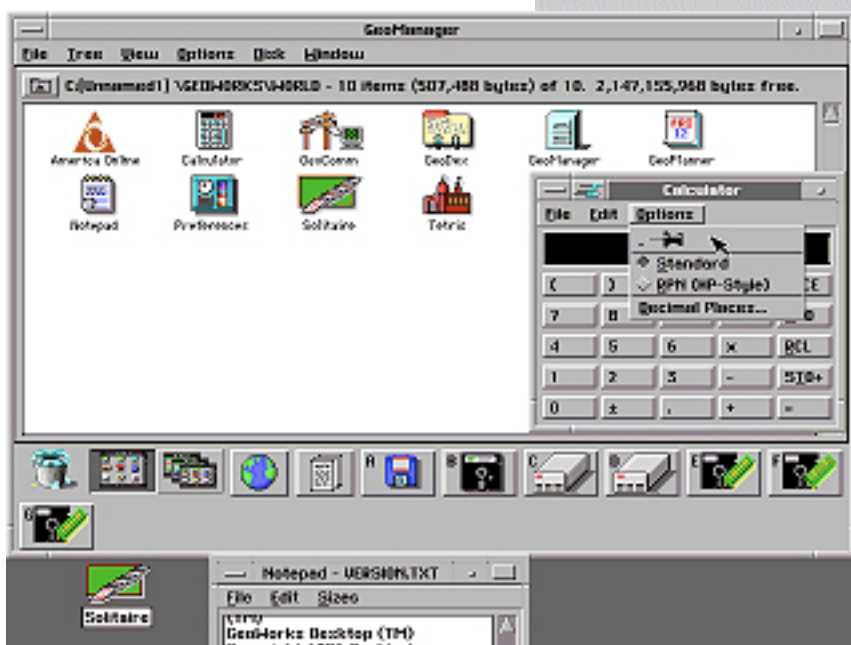 GeoManager
File Tree View Options Disk Window
C:[Unnamed1] \GEOWORKS\WORLD - 10 items (507,488 bytes) of 10. 2,147,155,968 bytes free.
America Online Calculator GeoComm GeoDex GeoManager GeoPlanner
Notepad Preferences Solitaire Tetris
Calculator
File Edit Options
Standard
RPN (HP-Style)
Decimal Places...
( )
7 8
4 5 6 × RCL
1 2 3 - STO+
0 ± . + =
A B C D E F
G
Solitaire
Notepad - VERSION.TXT
File Edit Sizes
(TM)
GeoWorks Desktop (TM)